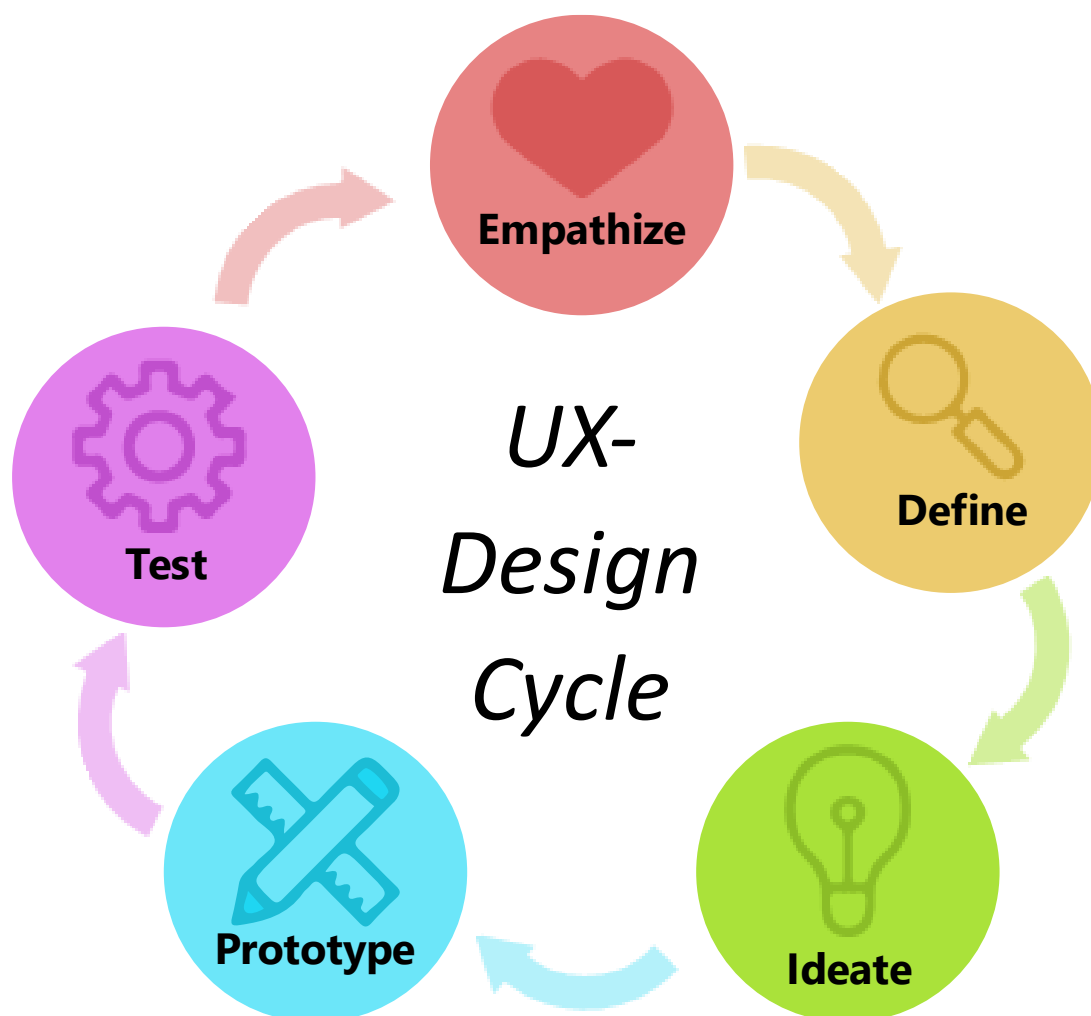 Empathize
Define
Ideate
Prototype
Test
UX-
Design
Cycle